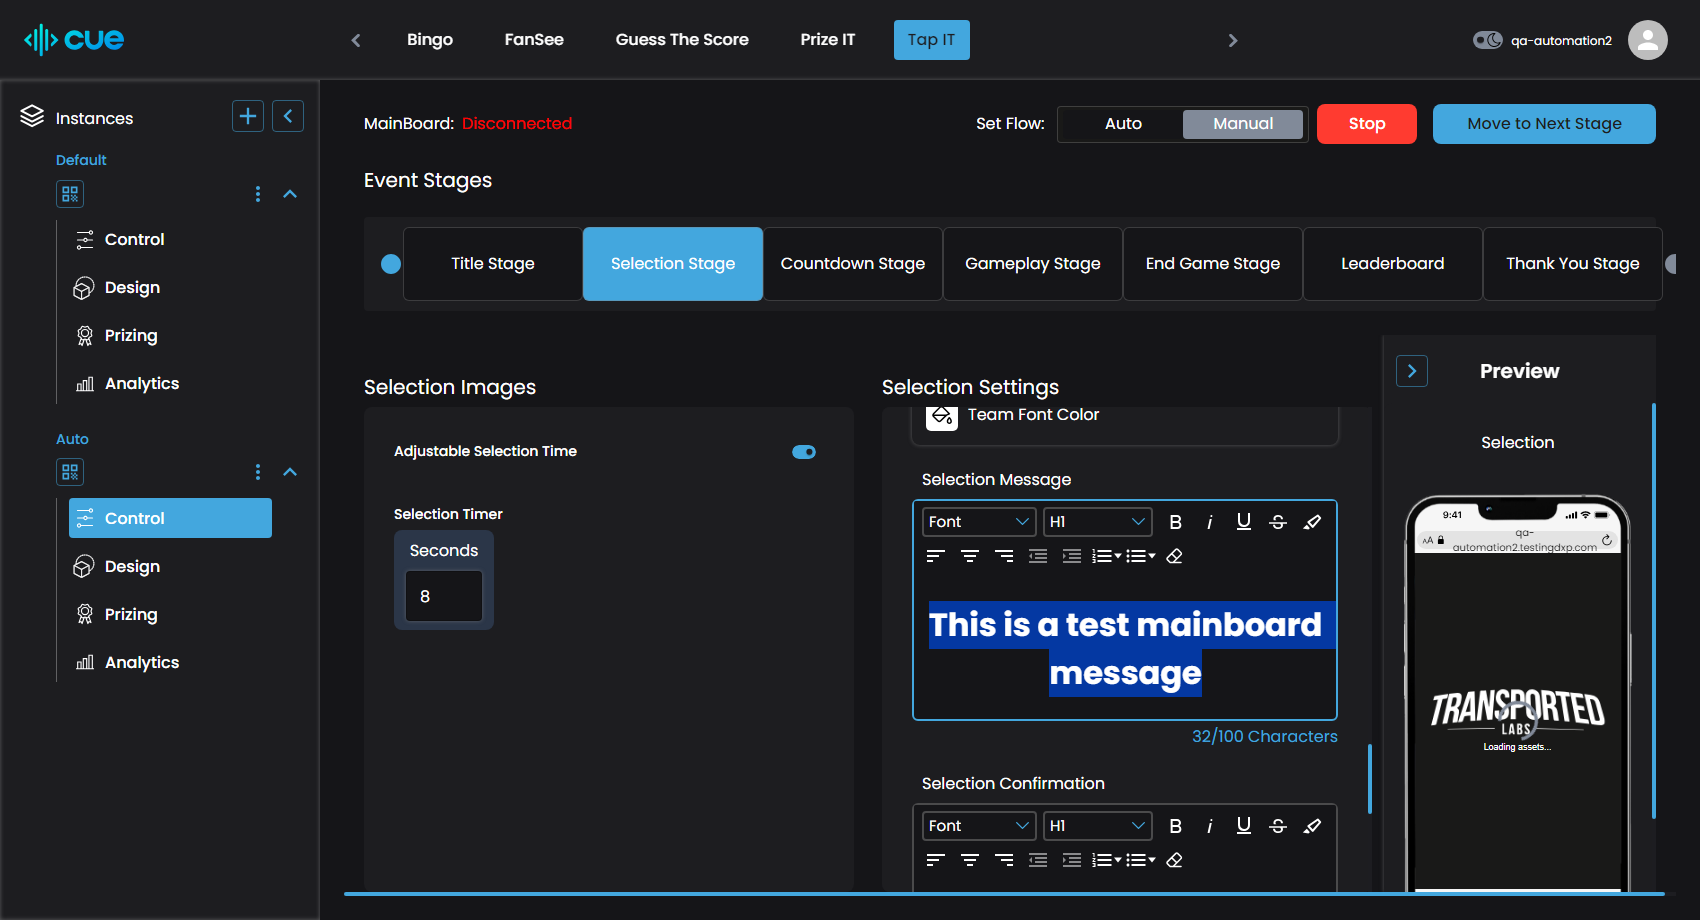 cue
Bingo
FanSee
Guess The Score
Prize IT
Tap IT
qa-automation2
Instances
Default
Control
Design
Prizing
Analytics
Auto
Control
Design
Prizing
Analytics
MainBoard: Disconnected
Set Flow:
Auto
Manual
Stop
Move to Next Stage
Event Stages
Title Stage
Selection Stage
Countdown Stage
Gameplay Stage
End Game Stage
Leaderboard
Thank You Stage
Selection Images
Adjustable Selection Time
Selection Timer
Seconds
8
Selection Settings
Team Font Color
Selection Message
Font
H1
B
i
U
S
This is a test mainboard
message
32/100 Characters
Selection Confirmation
Font
H1
B
i
U
S
Preview
Selection
9:41
AA
qa-
automation2.testingdxp.com
TRANSPORTED
LABS
Loading assets...